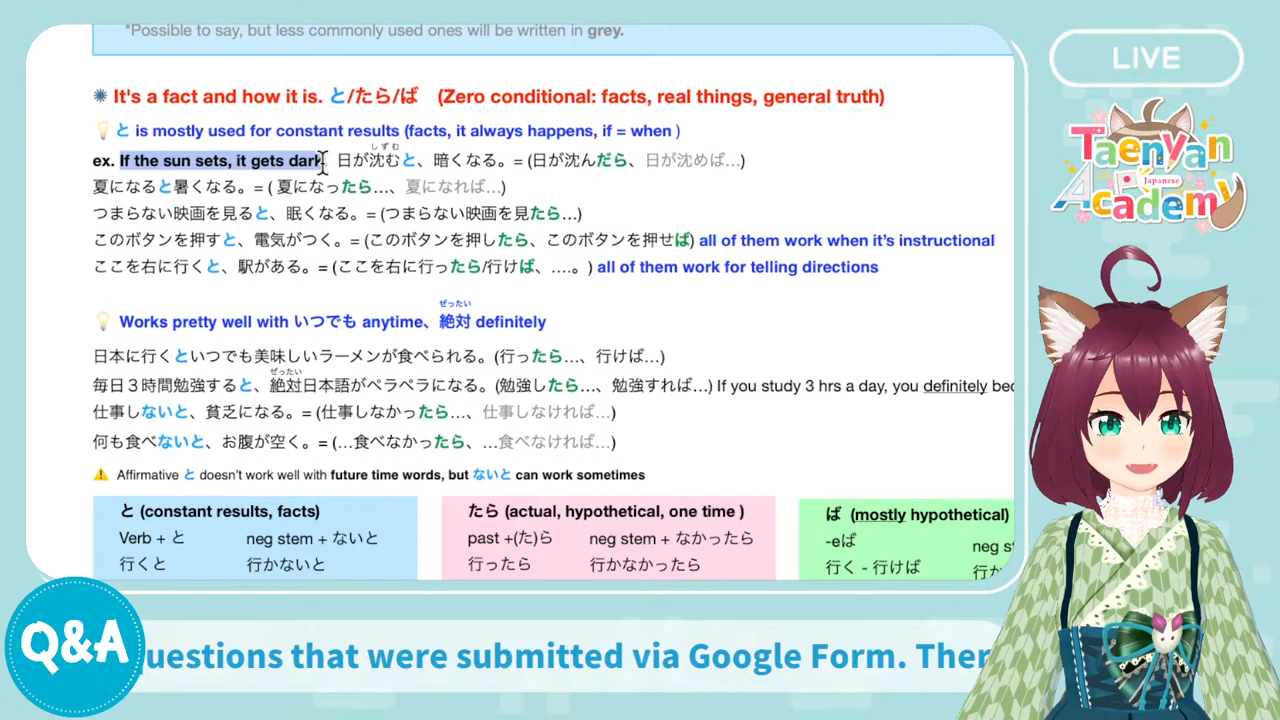 *Possible to say, but less commonly used ones will be written in grey.
It's a fact and how it is. と/たら/ば (Zero conditional: facts, real things, general truth)
と is mostly used for constant results (facts, it always happens, if = when )
しずむ
ex. If the sun sets, it gets dark. 日が沈むと、暗くなる。= (日が沈んだら、日が沈めば…)
夏になると暑くなる。= ( 夏になったら…、夏になれば…)
つまらない映画を見ると、眠くなる。= (つまらない映画を見たら…)
このボタンを押すと、電気がつく。= (このボタンを押したら、このボタンを押せば) all of them work when it's instructional
ここを右に行くと、駅がある。= (ここを右に行ったら/行けば、….。) all of them work for telling directions
ぜったい
Works pretty well with いつでも anytime、絶対 definitely
日本に行くといつでも美味しいラーメンが食べられる。(行ったら…、行けば…)
ぜったい
毎日３時間勉強すると、絶対日本語がペラペラになる。(勉強したら…、勉強すれば…) If you study 3 hrs a day, you definitely bec
仕事しないと、貧乏になる。= (仕事しなかったら…、仕事しなければ…)
何も食べないと、お腹が空く。= (…食べなかったら、…食べなければ…)
Affirmative と doesn't work well with future time words, but ないと can work sometimes
と (constant results, facts)
Verb + と neg stem + ないと
行くと 行かないと
たら (actual, hypothetical, one time )
past +(た)ら neg stem + なかったら
行ったら 行かなかったら
ば (mostly hypothetical)
-eば neg s
行く - 行けば 行か
LIVE
Taenyan
Japanese
Academy
Q&A
uestions that were submitted via Google Form. Ther